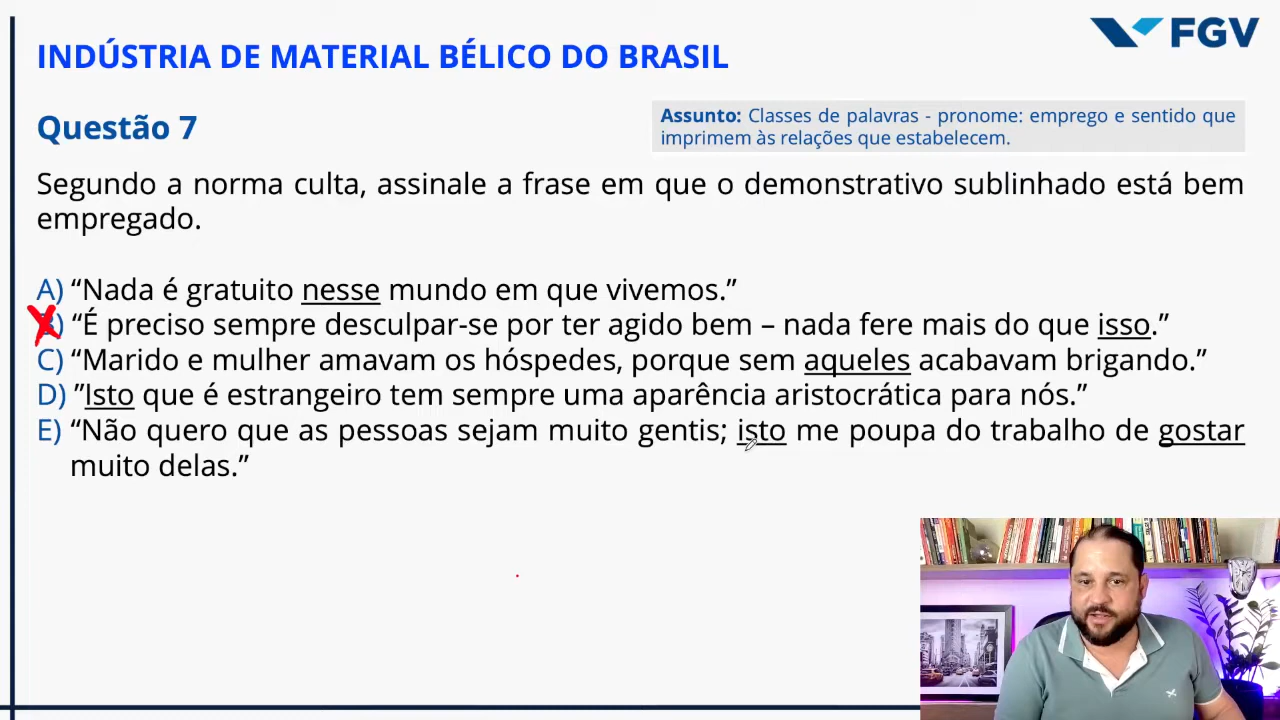 FGV
INDÚSTRIA DE MATERIAL BÉLICO DO BRASIL
Questão 7
Assunto: Classes de palavras - pronome: emprego e sentido que
imprimem às relações que estabelecem.
Segundo a norma culta, assinale a frase em que o demonstrativo sublinhado está bem
empregado.
A) “Nada é gratuito nesse mundo em que vivemos.”
B) “É preciso sempre desculpar-se por ter agido bem – nada fere mais do que isso.”
C) “Marido e mulher amavam os hóspedes, porque sem aqueles acabavam brigando.”
D) ”Isto que é estrangeiro tem sempre uma aparência aristocrática para nós.”
E) “Não quero que as pessoas sejam muito gentis; isto me poupa do trabalho de gostar
muito delas.”